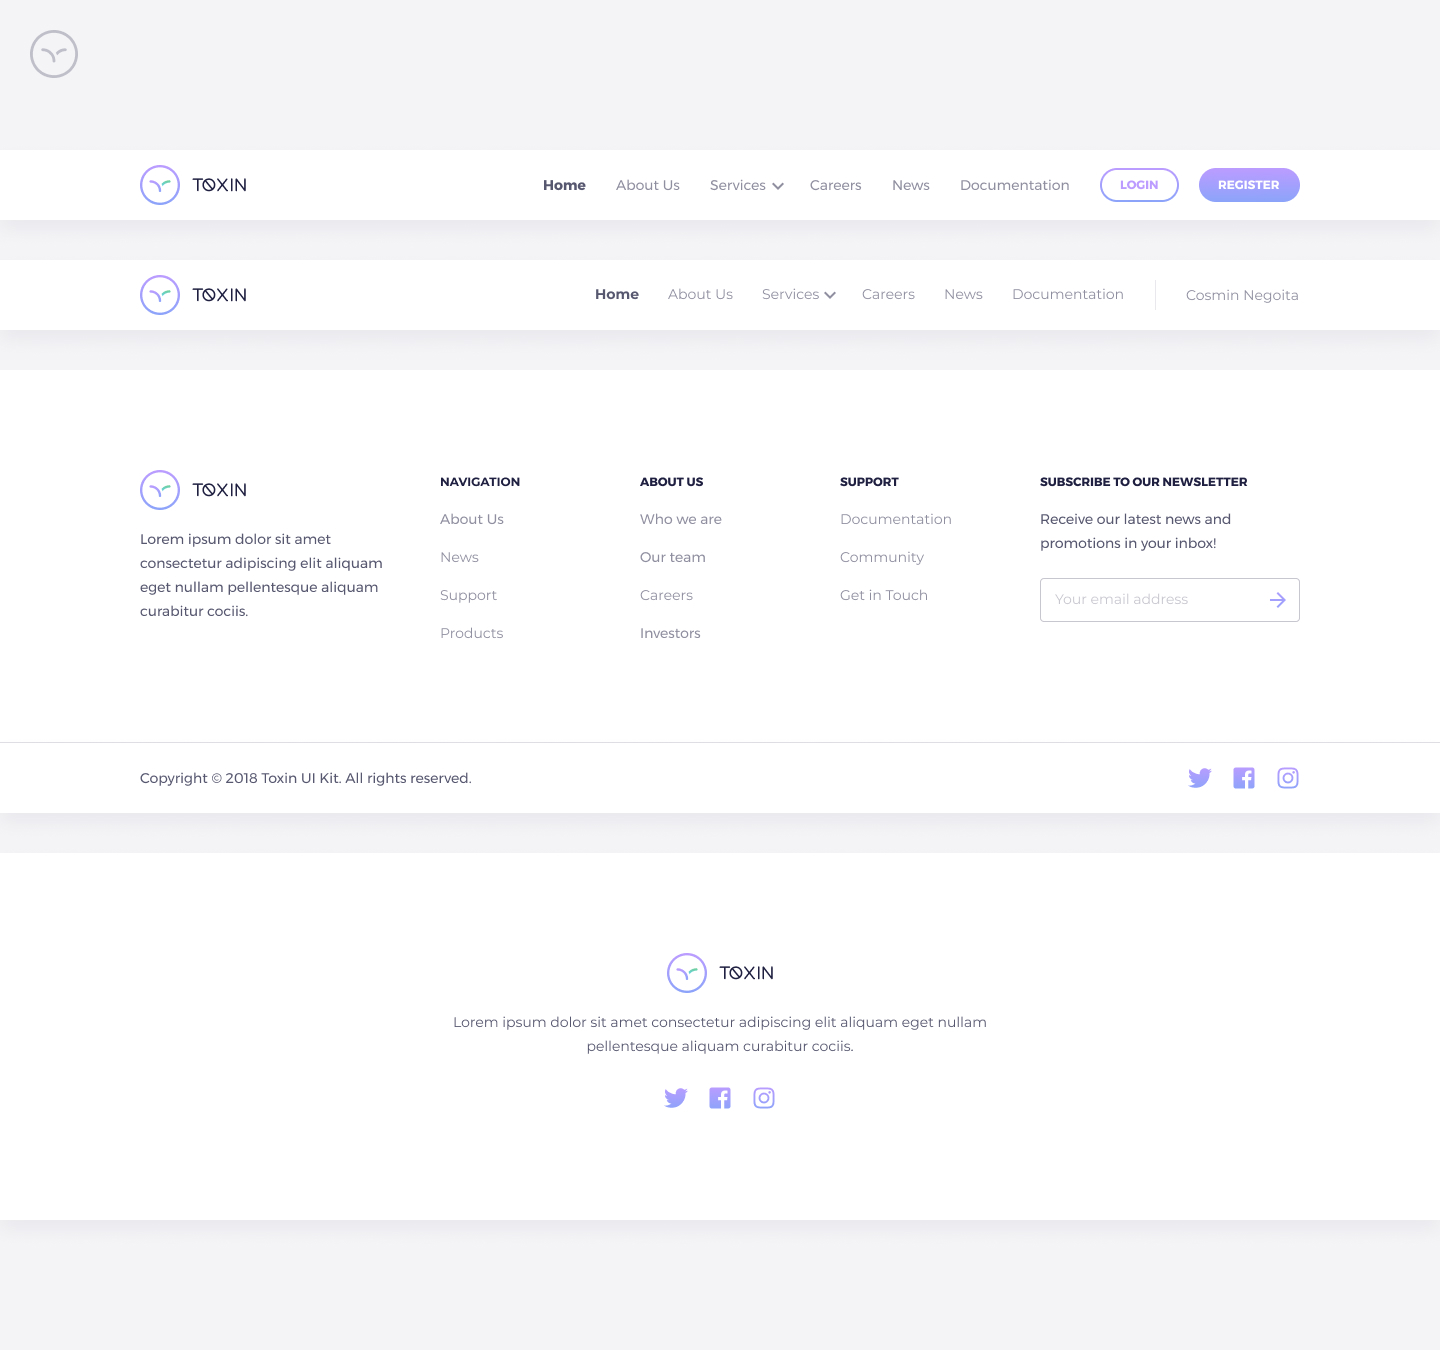 TOXIN Home About Us Services Careers News Documentation LOGIN REGISTER
TOXIN Home About Us Services Careers News Documentation Cosmin Negoita
TOXIN
Lorem ipsum dolor sit amet
consectetur adipiscing elit aliquam
eget nullam pellentesque aliquam
curabitur cociis.
NAVIGATION
About Us
News
Support
Products
ABOUT US
Who we are
Our team
Careers
Investors
SUPPORT
Documentation
Community
Get in Touch
SUBSCRIBE TO OUR NEWSLETTER
Receive our latest news and
promotions in your inbox!
Your email address
Copyright © 2018 Toxin UI Kit. All rights reserved.
TOXIN
Lorem ipsum dolor sit amet consectetur adipiscing elit aliquam eget nullam
pellentesque aliquam curabitur cociis.